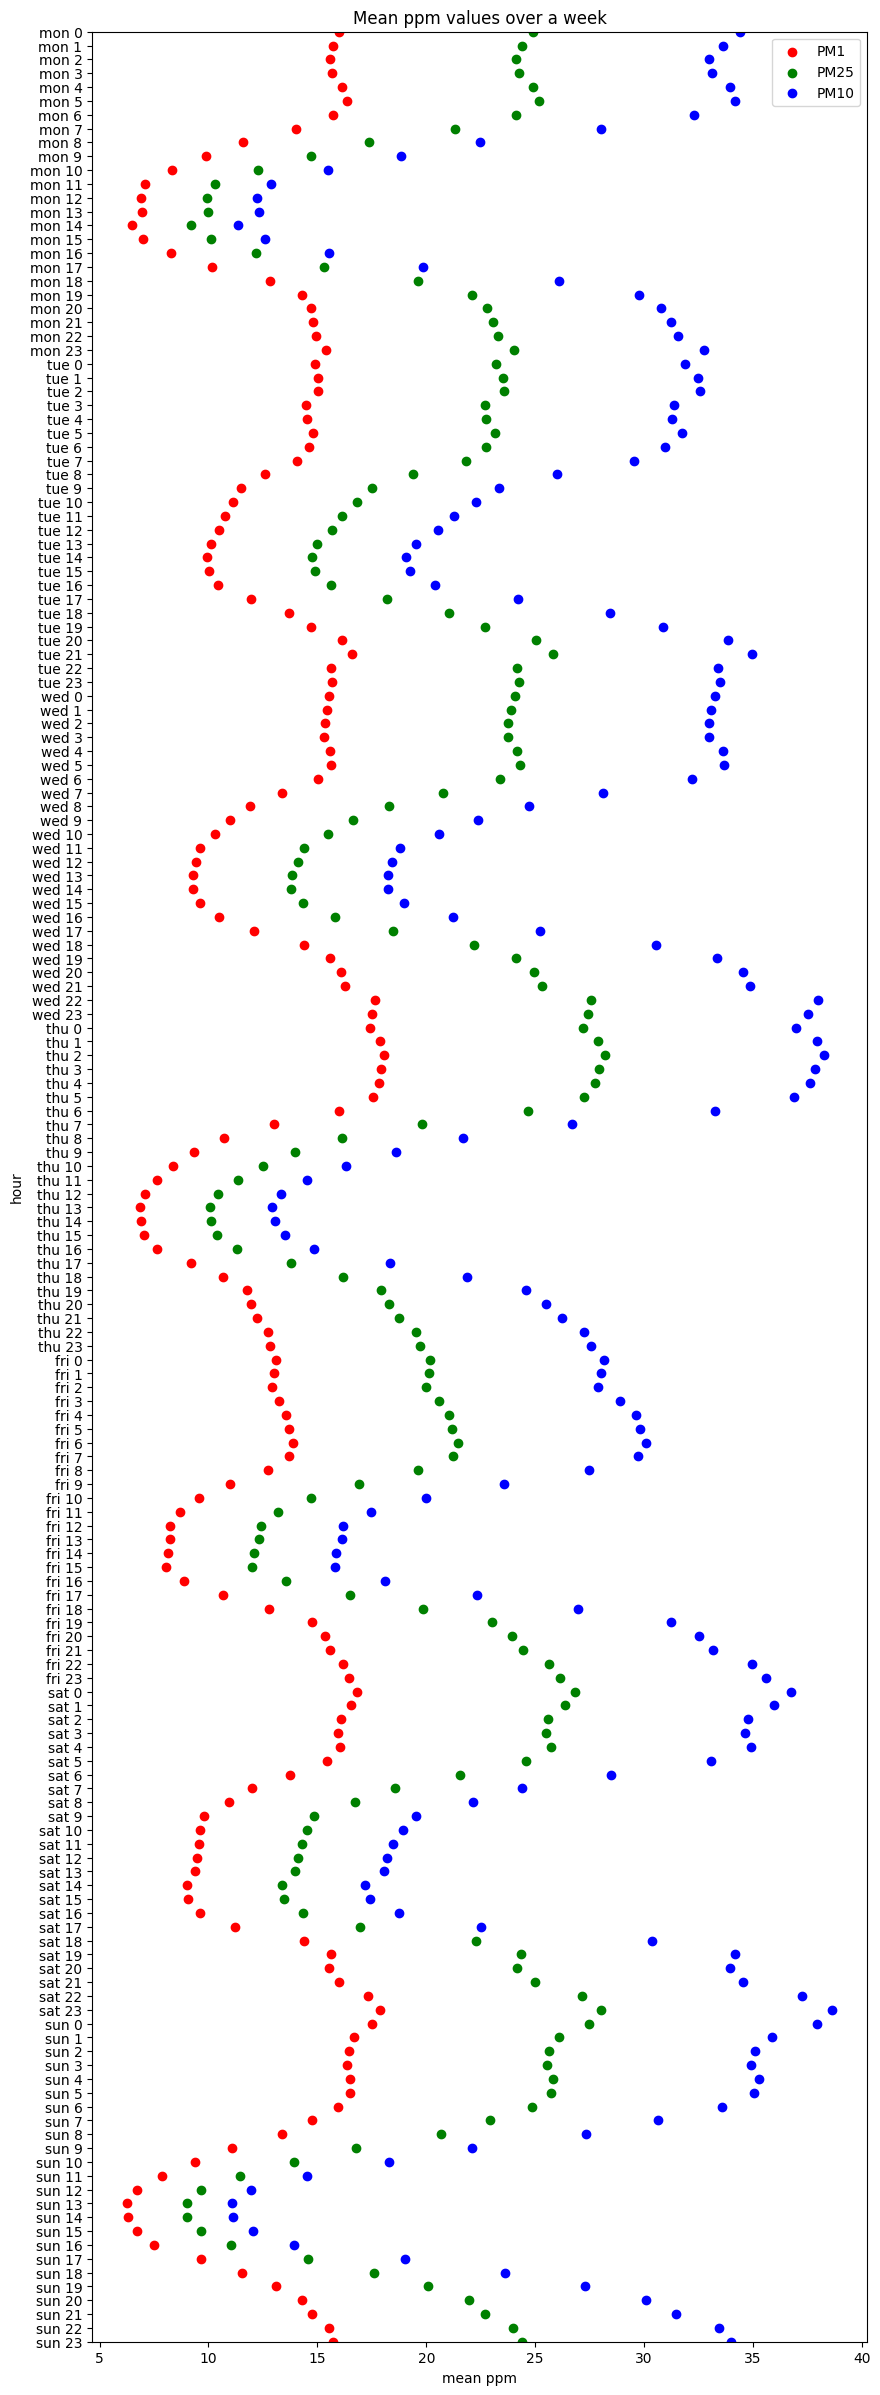 Mean ppm values over a week
PM1
PM25
PM10
mon 0
mon 1
mon 2
mon 3
mon 4
mon 5
mon 6
mon 7
mon 8
mon 9
mon 10
mon 11
mon 12
mon 13
mon 14
mon 15
mon 16
mon 17
mon 18
mon 19
mon 20
mon 21
mon 22
mon 23
tue 0
tue 1
tue 2
tue 3
tue 4
tue 5
tue 6
tue 7
tue 8
tue 9
tue 10
tue 11
tue 12
tue 13
tue 14
tue 15
tue 16
tue 17
tue 18
tue 19
tue 20
tue 21
tue 22
tue 23
wed 0
wed 1
wed 2
wed 3
wed 4
wed 5
wed 6
wed 7
wed 8
wed 9
wed 10
wed 11
wed 12
wed 13
wed 14
wed 15
wed 16
wed 17
wed 18
wed 19
wed 20
wed 21
wed 22
wed 23
thu 0
thu 1
thu 2
thu 3
thu 4
thu 5
thu 6
thu 7
thu 8
thu 9
thu 10
thu 11
thu 12
thu 13
thu 14
thu 15
thu 16
thu 17
thu 18
thu 19
thu 20
thu 21
thu 22
thu 23
fri 0
fri 1
fri 2
fri 3
fri 4
fri 5
fri 6
fri 7
fri 8
fri 9
fri 10
fri 11
fri 12
fri 13
fri 14
fri 15
fri 16
fri 17
fri 18
fri 19
fri 20
fri 21
fri 22
fri 23
sat 0
sat 1
sat 2
sat 3
sat 4
sat 5
sat 6
sat 7
sat 8
sat 9
sat 10
sat 11
sat 12
sat 13
sat 14
sat 15
sat 16
sat 17
sat 18
sat 19
sat 20
sat 21
sat 22
sat 23
sun 0
sun 1
sun 2
sun 3
sun 4
sun 5
sun 6
sun 7
sun 8
sun 9
sun 10
sun 11
sun 12
sun 13
sun 14
sun 15
sun 16
sun 17
sun 18
sun 19
sun 20
sun 21
sun 22
sun 23
hour
5 10 15 20 25 30 35 40
mean ppm